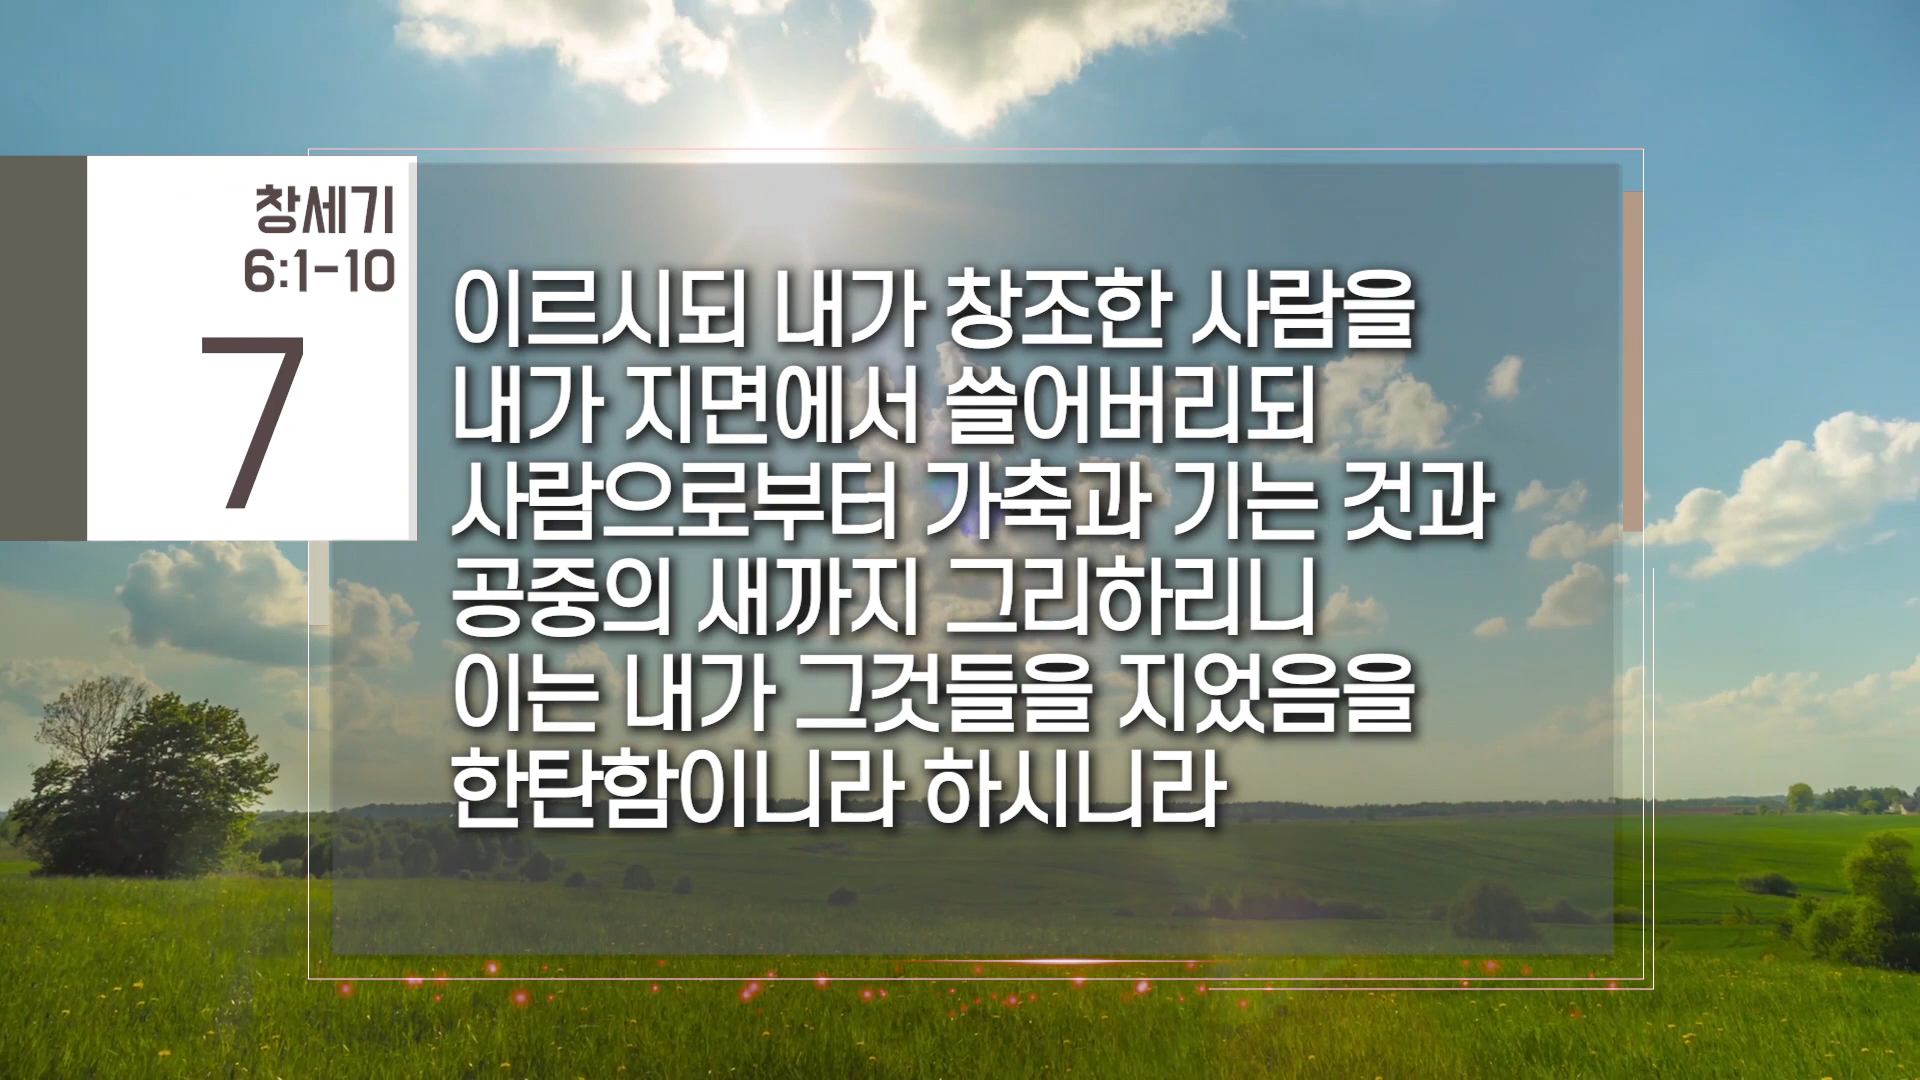 창세기
6:1-10
7
이르시되 내가 창조한 사람을
내가 지면에서 쓸어버리되
사람으로부터 가축과 기는 것과
공중의 새까지 그리하리니
이는 내가 그것들을 지었음을
한탄함이니라 하시니라